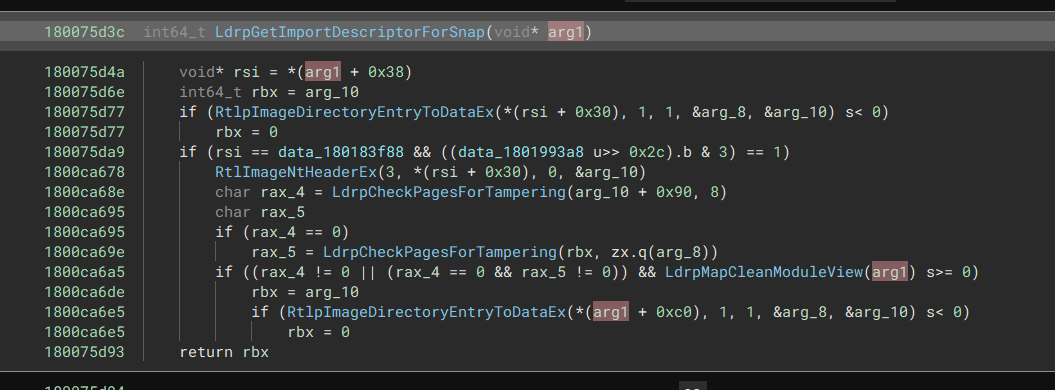 180075d3c int64_t LdrpGetImportDescriptorForSnap(void* arg1)
180075d4a void* rsi = *(arg1 + 0x38)
180075d6e int64_t rbx = arg_10
180075d77 if (RtlpImageDirectoryEntryToDataEx(*(rsi + 0x30), 1, 1, &arg_8, &arg_10) s< 0)
180075d77 rbx = 0
180075da9 if (rsi == data_180183f88 && ((data_1801993a8 u>> 0x2c).b & 3) == 1)
1800ca678 RtlImageNtHeaderEx(3, *(rsi + 0x30), 0, &arg_10)
1800ca68e char rax_4 = LdrpCheckPagesForTampering(arg_10 + 0x90, 8)
1800ca695 char rax_5
1800ca695 if (rax_4 == 0)
1800ca69e rax_5 = LdrpCheckPagesForTampering(rbx, zx.q(arg_8))
1800ca6a5 if ((rax_4 != 0 || (rax_4 == 0 && rax_5 != 0)) && LdrpMapCleanModuleView(arg1) s>= 0)
1800ca6de rbx = arg_10
1800ca6e5 if (RtlpImageDirectoryEntryToDataEx(*(arg1 + 0xc0), 1, 1, &arg_8, &arg_10) s< 0)
1800ca6e5 rbx = 0
180075d93 return rbx